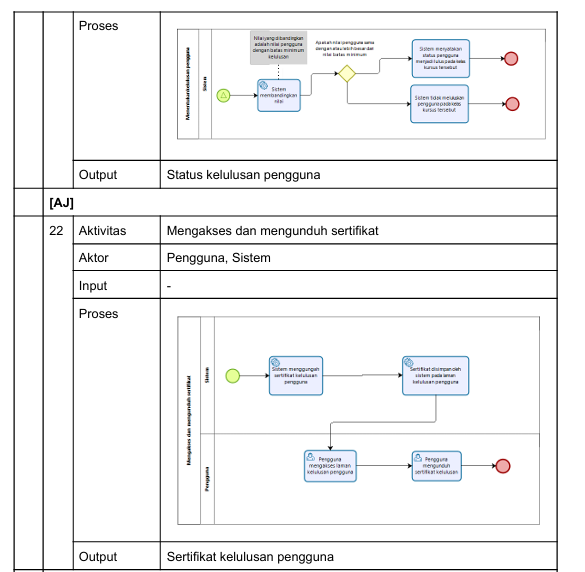 Proses
Menentukan kelulusan pengguna
Sistem
Nilai yang dibandingkan
adalah nilai pengguna
dengan batas minimum
kelulusan
Sistem
membandingkan
nilai
Apakah nilai pengguna sama
dengan atau lebih besar dari
nilai batas minimum
Sistem menyatakan
status pengguna
menjadi lulus pada kelas
kursus tersebut
pengguna pada kelas
kursus tersebut
Output
Status kelulusan pengguna
[AJ]
22
Aktivitas
Mengakses dan mengunduh sertifikat
Aktor
Pengguna, Sistem
Input
-
Proses
Mengakses dan mengunduh sertifikat
Sistem
Sistem menggungah
sertifikat kelulusan
pengguna
Sertifikat disimpan oleh
sistem pada laman
kelulusan pengguna
Pengguna
Pengguna
mengakses laman
kelulusan pengguna
Pengguna
mengunduh
sertifikat kelulusan
Output
Sertifikat kelulusan pengguna